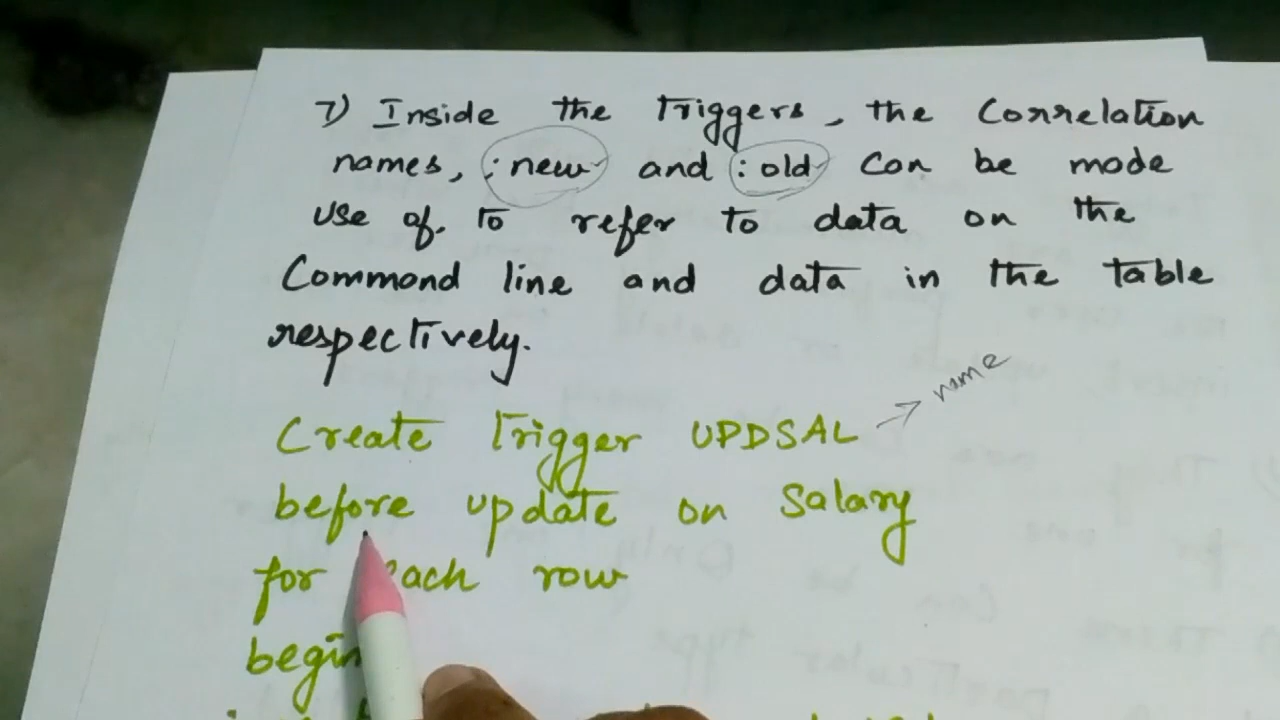 7) Inside the Triggers, the Correlation
names, :new and :old can be made
use of. to refer to data on the
Command line and data in the table
respectively.
name
Create Trigger UPDSAL
before update on Salary
for each row
begin